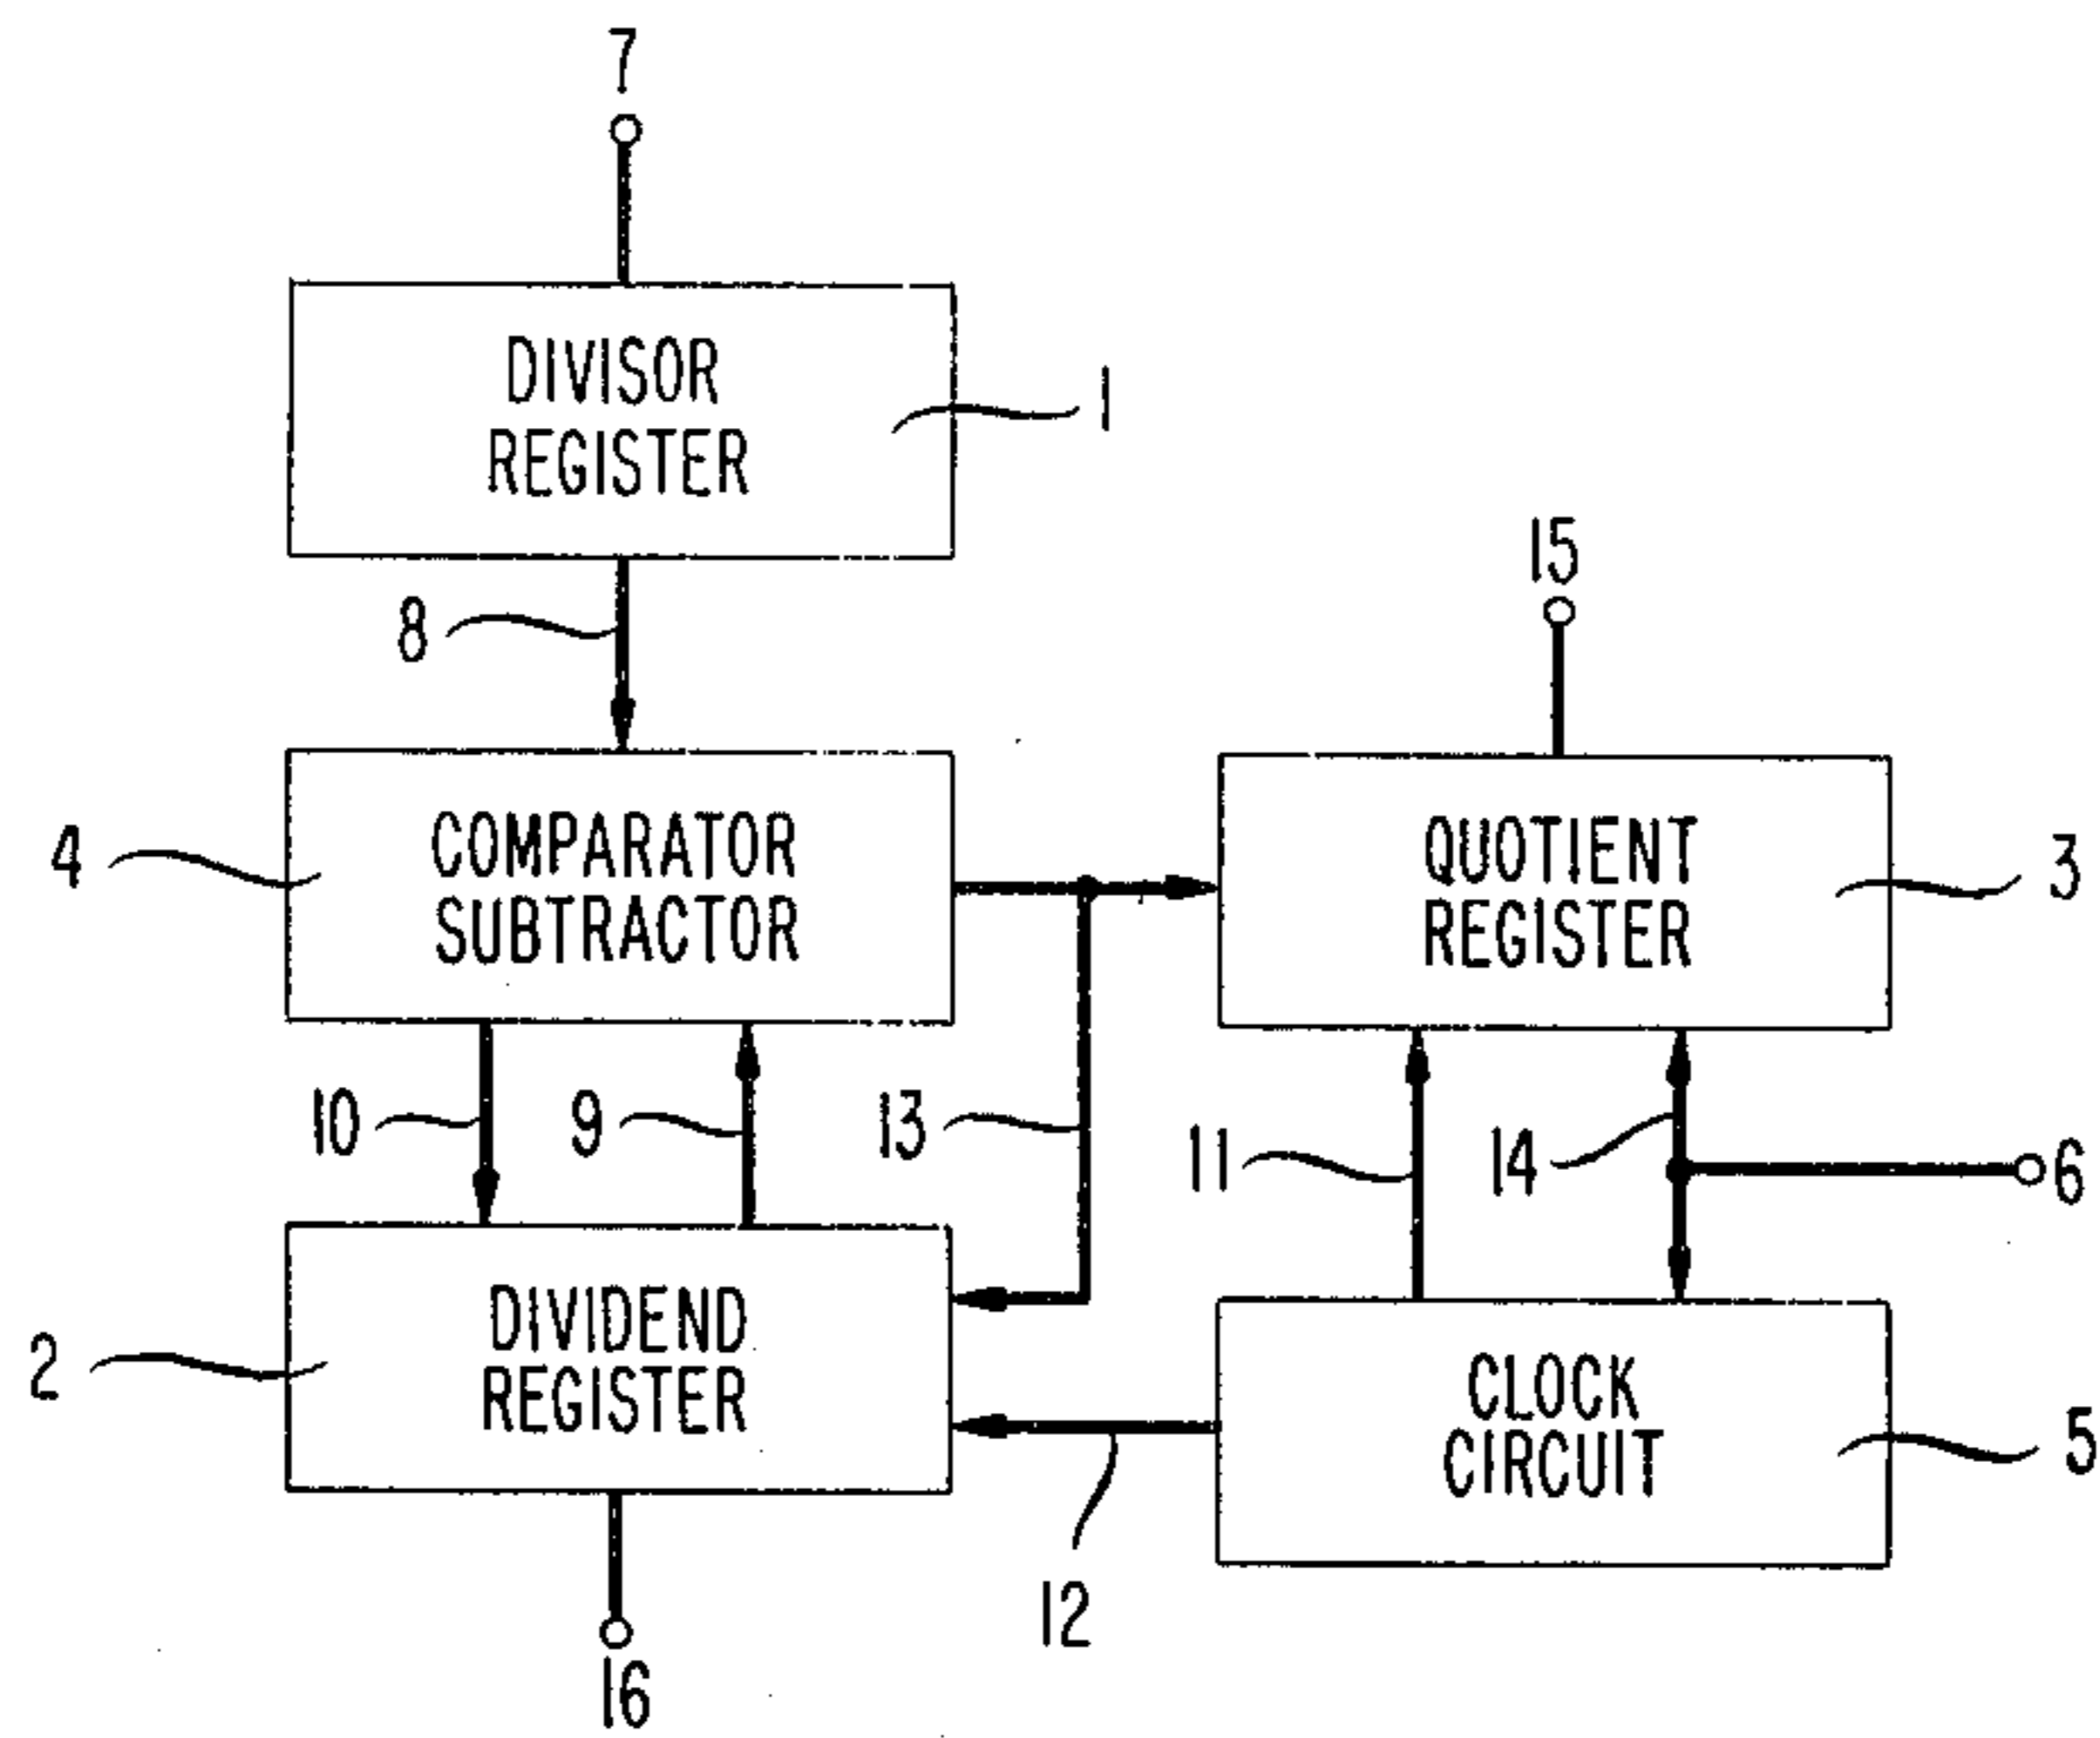 7
DIVISOR
REGISTER
1
8
15
4
COMPARATOR
SUBTRACTOR
QUOTIENT
REGISTER
3
10
9
13
11
14
6
2
DIVIDEND
REGISTER
CLOCK
CIRCUIT
5
12
16